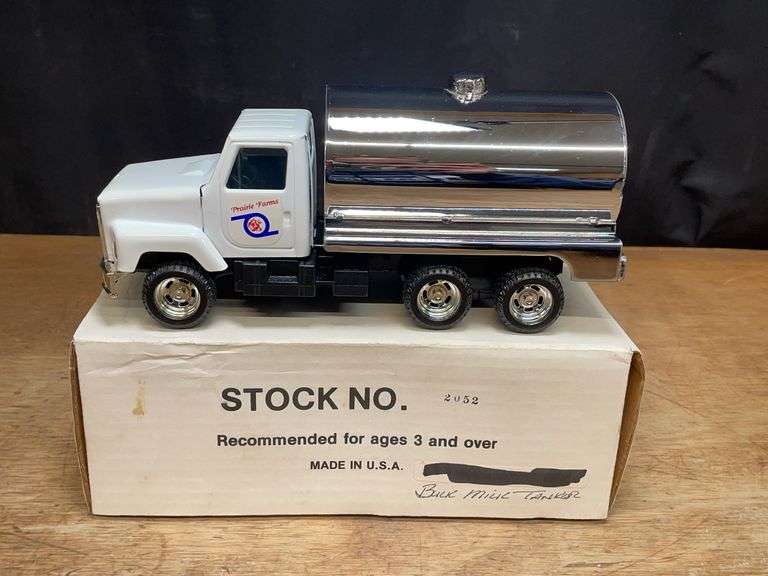 Prairie Farms
STOCK NO. 2052
Recommended for ages 3 and over
MADE IN U.S.A.
BULK MILK TANKER